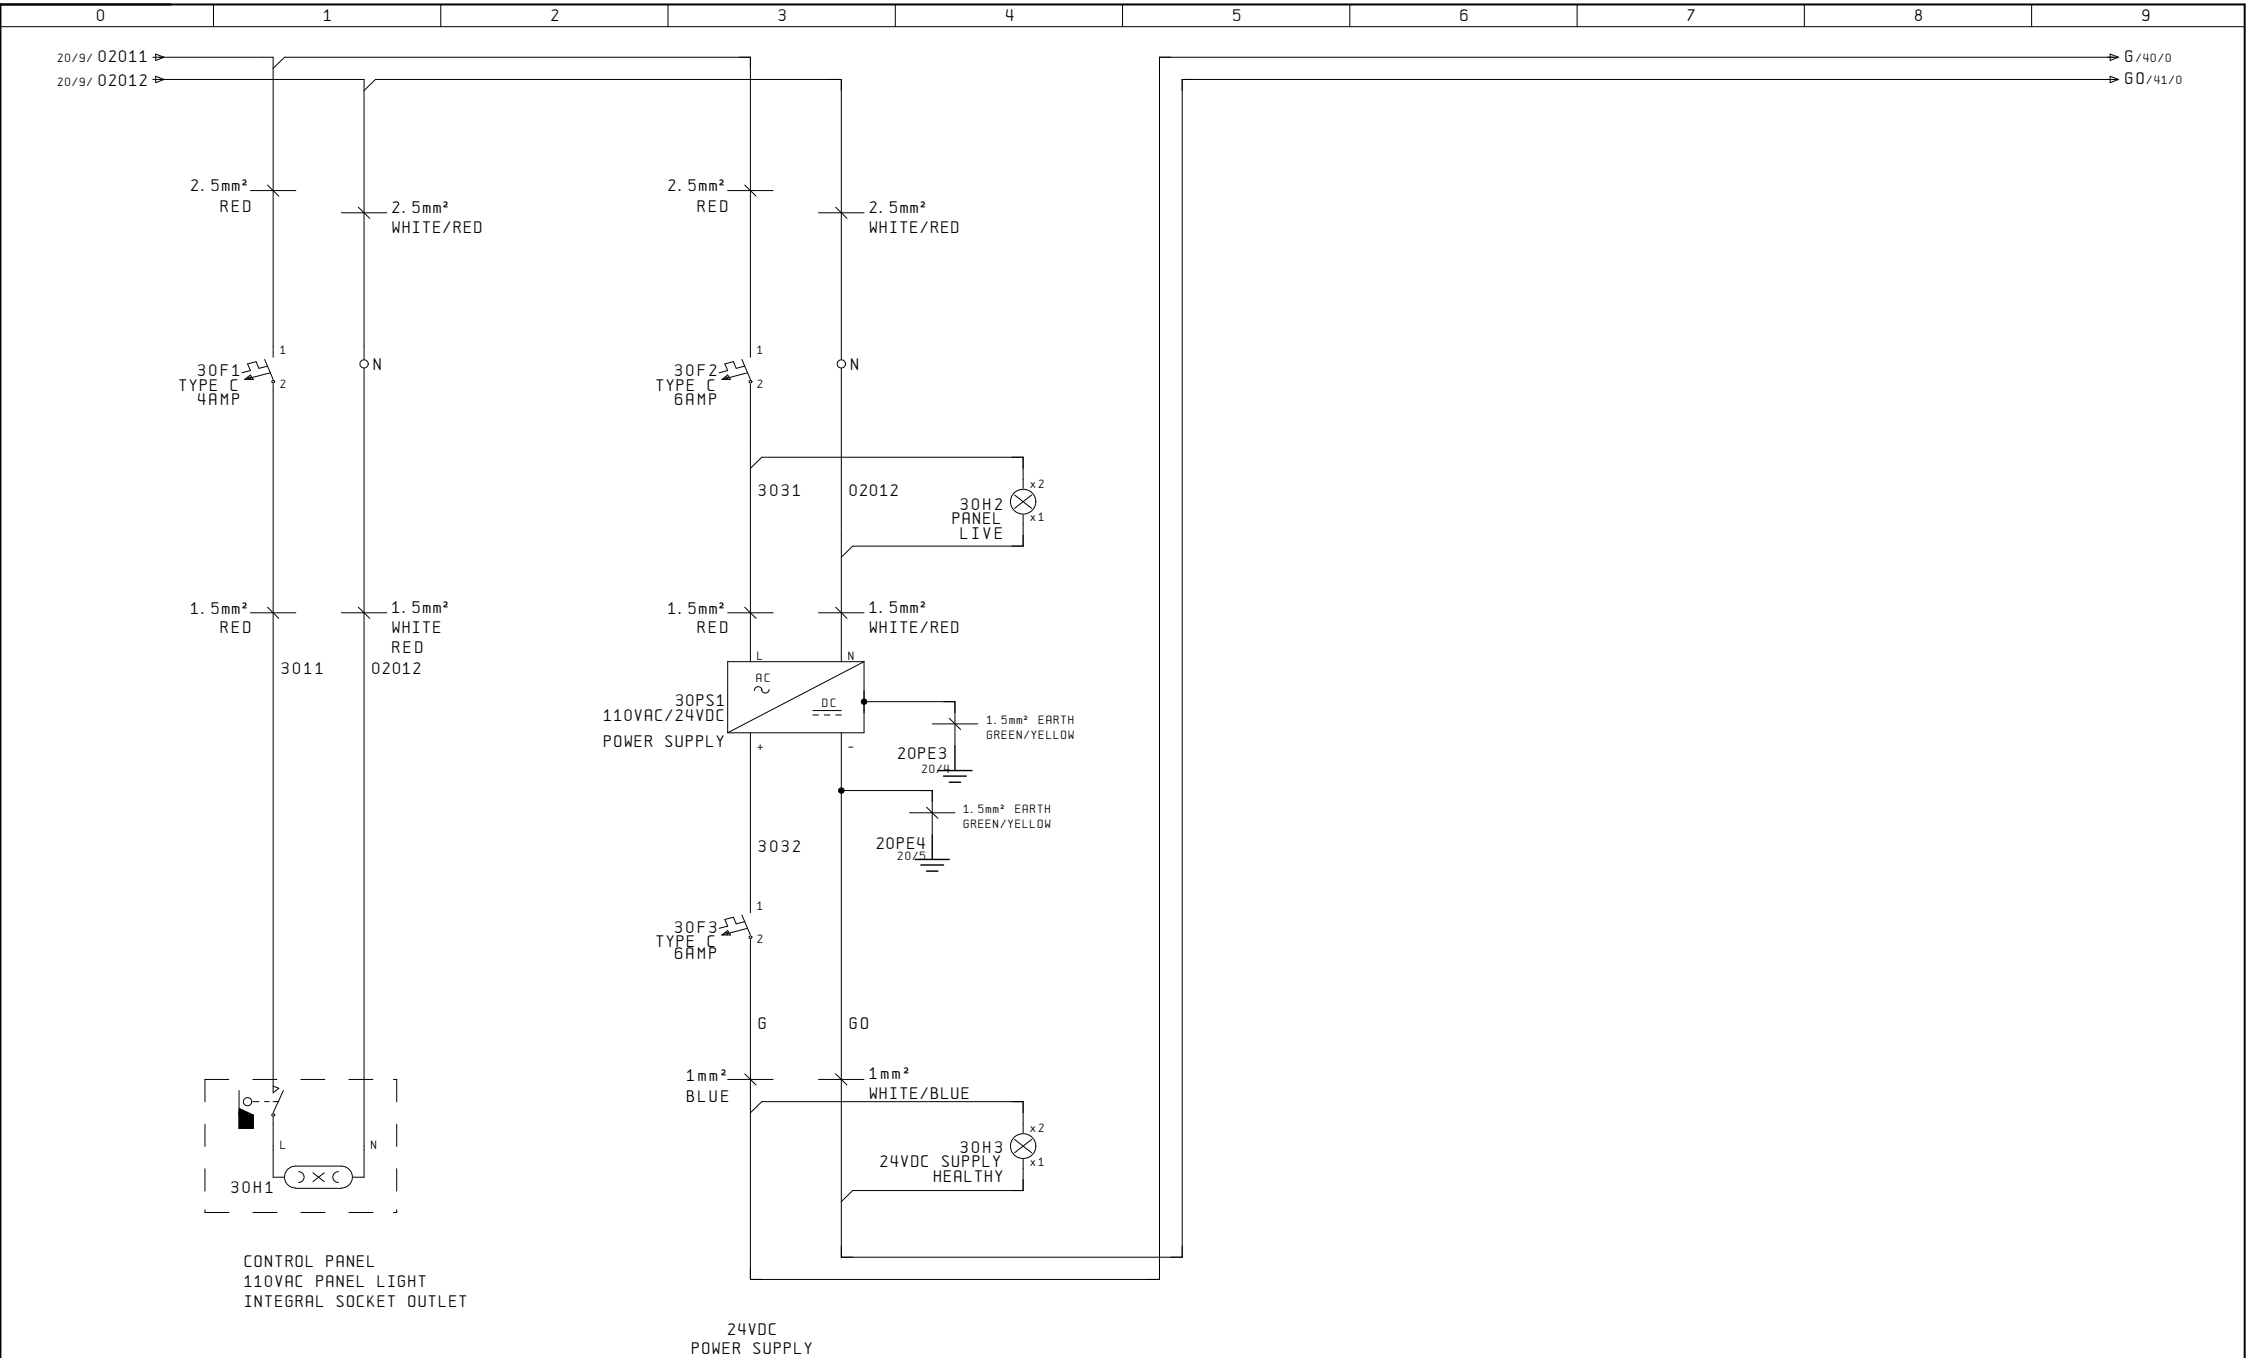 0 1 2 3 4 5 6 7 8 9
20/9/ 02011
G/40/0
20/9/ 02012
GO/41/0
2.5mm²
RED
2.5mm²
WHITE/RED
2.5mm²
RED
2.5mm²
WHITE/RED
1
30F1
TYPE C
4AMP
2
N
1
30F2
TYPE C
6AMP
2
N
3031
02012
x2
30H2
PANEL
LIVE
x1
1.5mm²
RED
1.5mm²
WHITE
RED
3011
02012
1.5mm²
RED
1.5mm²
WHITE/RED
L
N
AC
DC
30PS1
110VAC/24VDC
POWER SUPPLY
+
-
1.5mm² EARTH
GREEN/YELLOW
20PE3
20/4
1.5mm² EARTH
GREEN/YELLOW
20PE4
20/5
3032
1
30F3
TYPE C
6AMP
2
G
GO
1mm²
BLUE
1mm²
WHITE/BLUE
x2
30H3
24VDC SUPPLY
HEALTHY
x1
L
N
30H1
CONTROL PANEL
110VAC PANEL LIGHT
INTEGRAL SOCKET OUTLET
24VDC
POWER SUPPLY